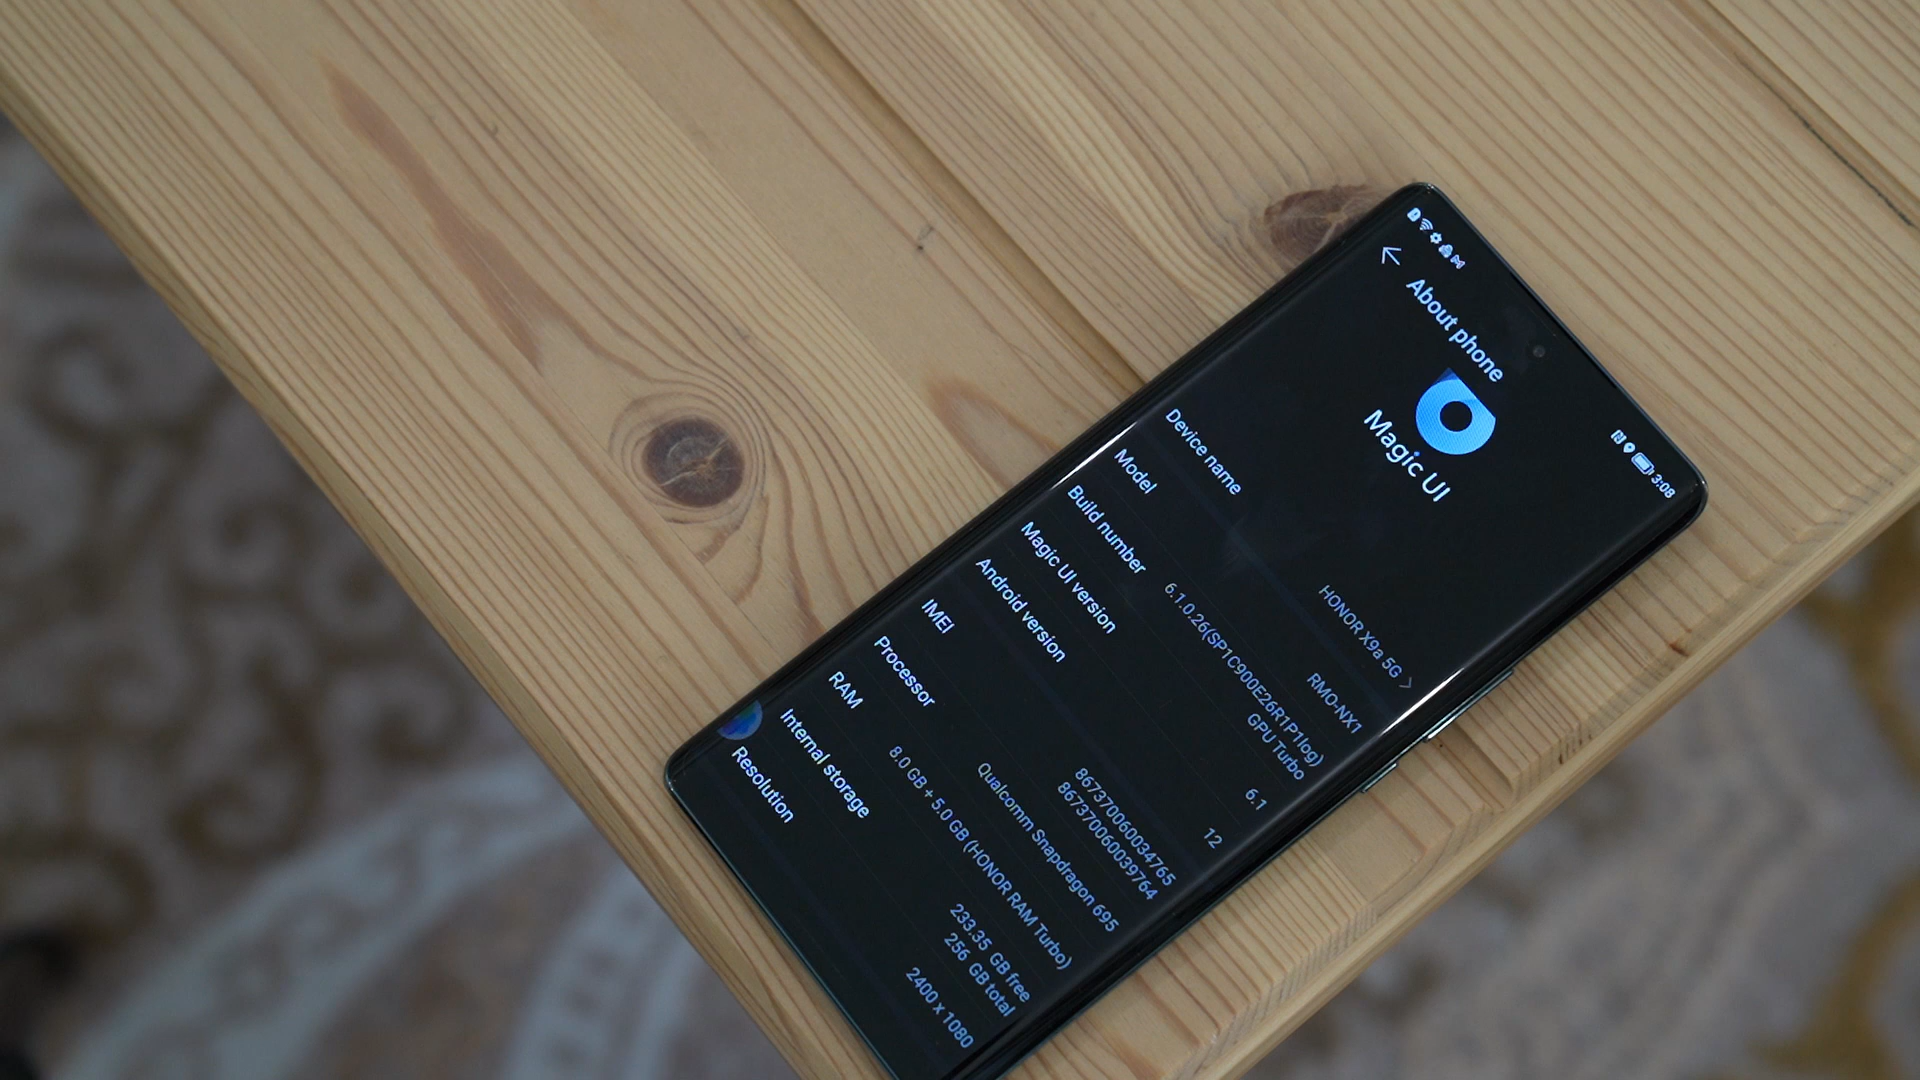 3:08
About phone
Magic UI
Device name
HONOR X9a 5G
Model
RMO-NX1
Build number
6.1.0.26(SP1C900E26R1P1log)
GPU Turbo
Magic UI version
6.1
Android version
12
IMEI
867370060034765
867370060039764
Processor
Qualcomm Snapdragon 695
RAM
8.0 GB + 5.0 GB (HONOR RAM Turbo)
Internal storage
233.35 GB free
256 GB total
Resolution
2400 x 1080